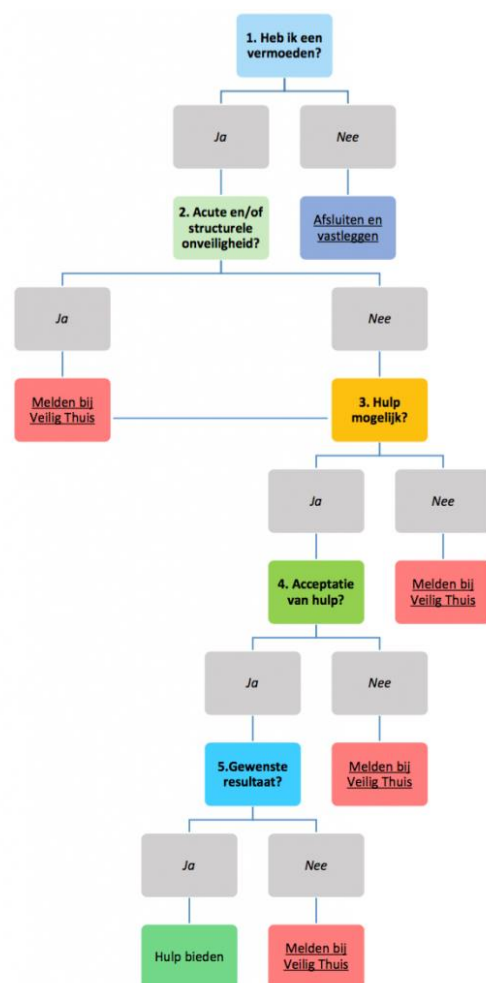 1. Heb ik een
vermoeden?
Ja
Nee
2. Acute en/of
structurele
onveiligheid?
Afsluiten en
vastleggen
Ja
Nee
Melden bij
Veilig Thuis
3. Hulp
mogelijk?
Ja
Nee
4. Acceptatie
van hulp?
Melden bij
Veilig Thuis
Ja
Nee
5.Gewenste
resultaat?
Melden bij
Veilig Thuis
Ja
Nee
Hulp bieden
Melden bij
Veilig Thuis